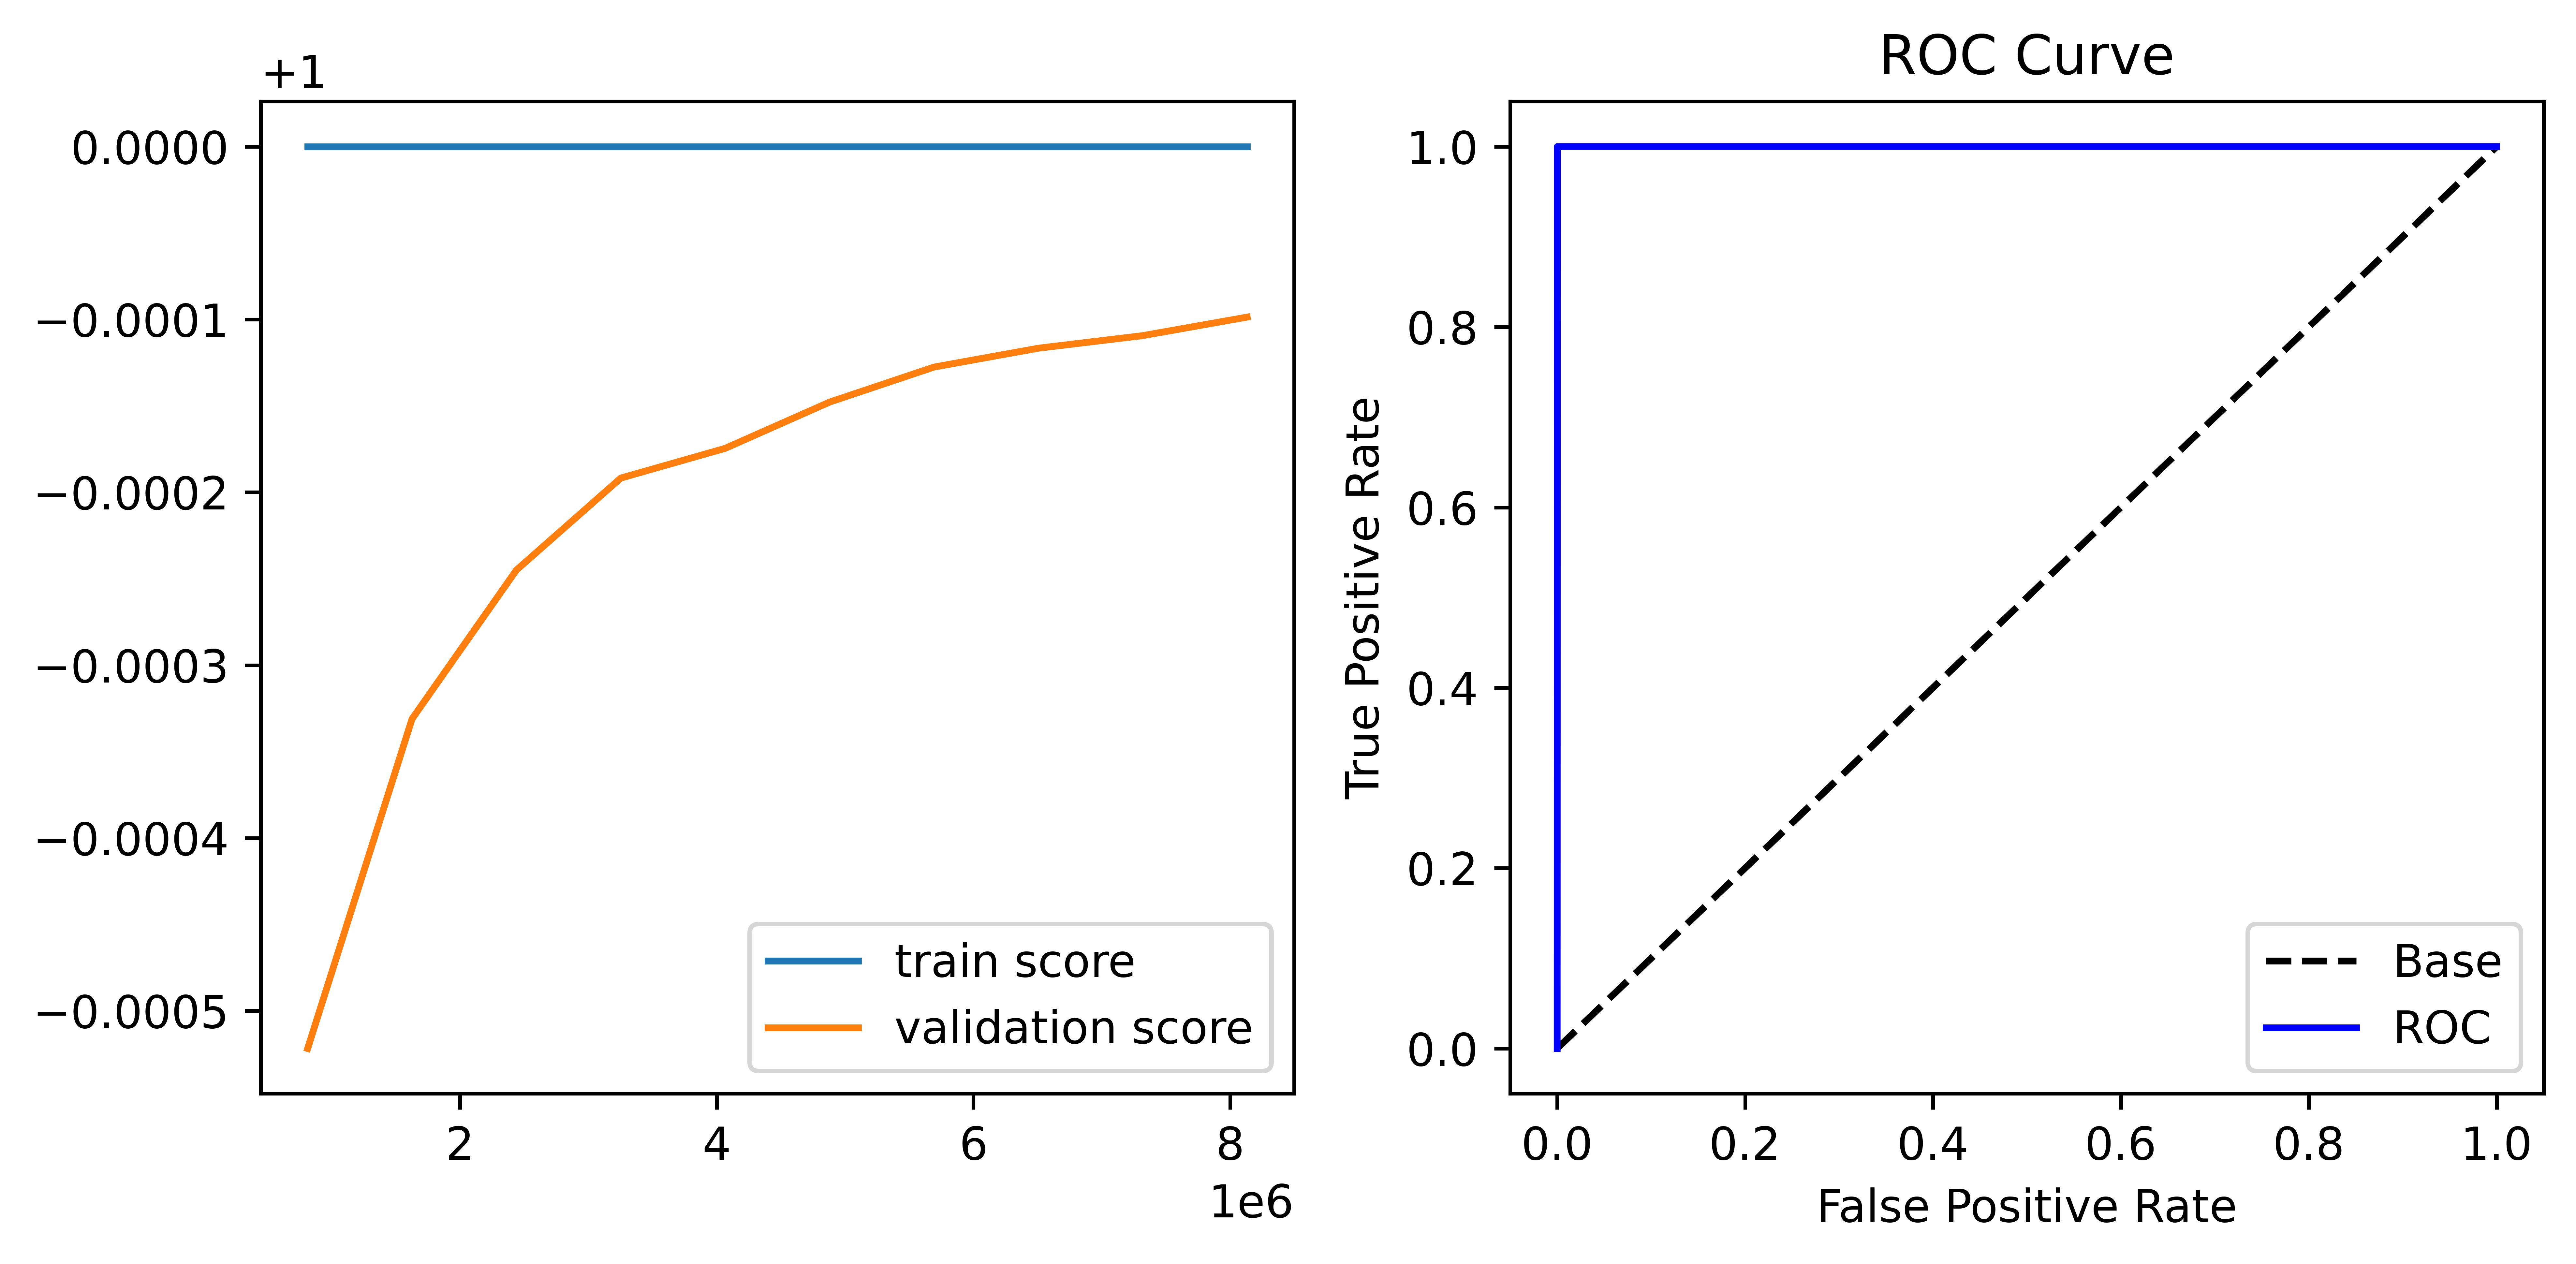 +1
0.0000
−0.0001
−0.0002
−0.0003
−0.0004
−0.0005
2 4 6 8
1e6
train score
validation score
ROC Curve
True Positive Rate
1.0
0.8
0.6
0.4
0.2
0.0
0.0 0.2 0.4 0.6 0.8 1.0
False Positive Rate
Base
ROC